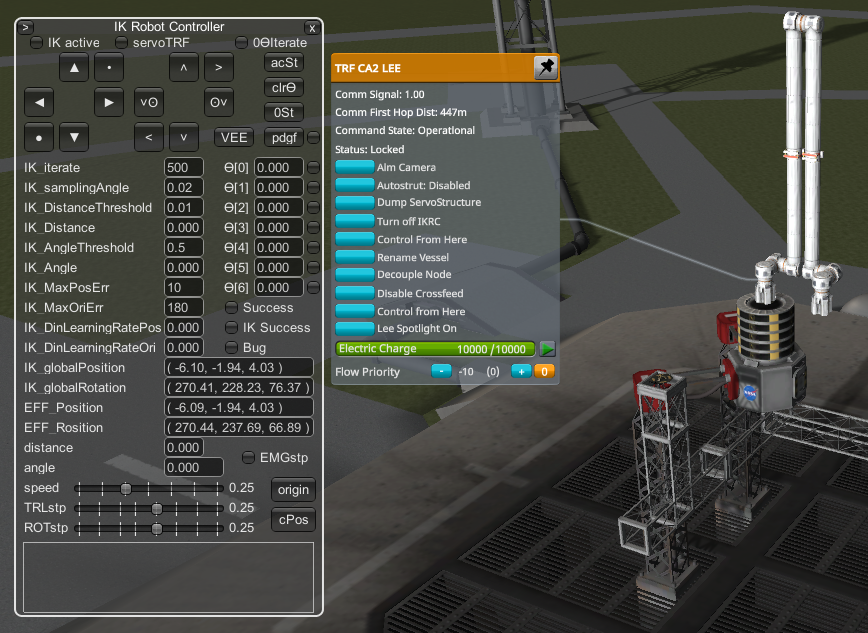 > IK Robot Controller x
IK active servoTRF 0ӨIterate
▲ • ʌ > acSt
◄ ► vʘ ʘv clrӨ
0St
● ▼ < v VEE pdgf
IK_iterate 500 Ө[0] 0.000
IK_samplingAngle 0.02 Ө[1] 0.000
IK_DistanceThreshold 0.01 Ө[2] 0.000
IK_Distance 0.000 Ө[3] 0.000
IK_AngleThreshold 0.5 Ө[4] 0.000
IK_Angle 0.000 Ө[5] 0.000
IK_MaxPosErr 10 Ө[6] 0.000
IK_MaxOriErr 180 Success
IK_DinLearningRatePos 0.000 IK Success
IK_DinLearningRateOri 0.000 Bug
IK_globalPosition ( -6.10, -1.94, 4.03 )
IK_globalRotation ( 270.41, 228.23, 76.37 )
EFF_Position ( -6.09, -1.94, 4.03 )
EFF_Rosition ( 270.44, 237.69, 66.89 )
distance 0.000
angle 0.000 EMGstp
speed 0.25 origin
TRLstp 0.25
ROTstp 0.25 cPos
TRF CA2 LEE
Comm Signal: 1.00
Comm First Hop Dist: 447m
Command State: Operational
Status: Locked
AIm Camera
Autostrut: Disabled
Dump ServoStructure
Turn off IKRC
Control From Here
Rename Vessel
Decouple Node
Disable Crossfeed
Control from Here
Lee Spotlight On
Electric Charge 10000 /10000
Flow Priority - -10 (0) + 0
NASA